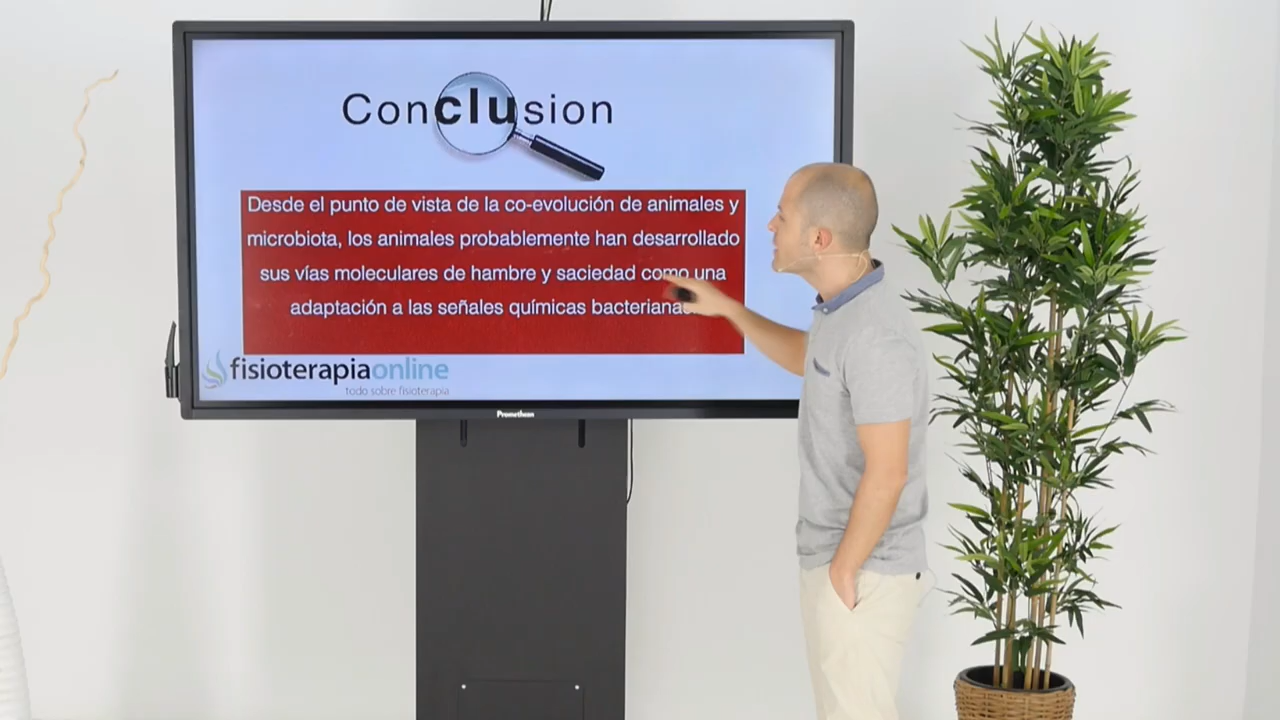 Conclusion
Desde el punto de vista de la co-evolución de animales y
microbiota, los animales probablemente han desarrollado
sus vías moleculares de hambre y saciedad como una
adaptación a las señales químicas bacterianas.
fisioterapiaonline
todo sobre fisioterapia
Promethean